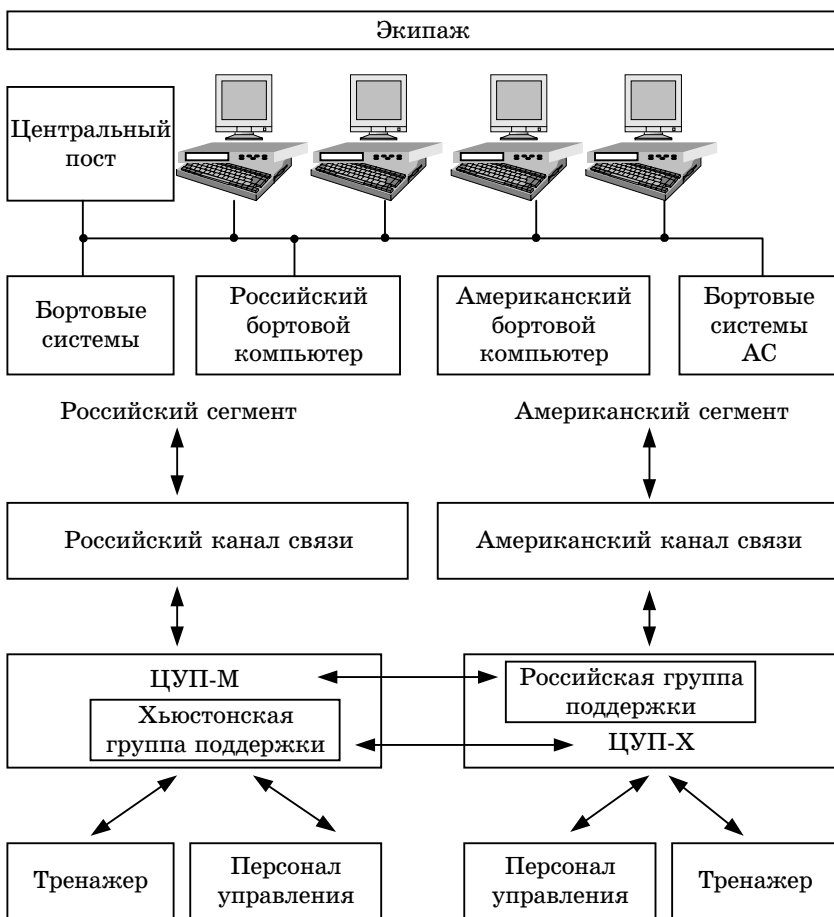 Экипаж
Центральный
пост
Бортовые
системы
Российский
бортовой
компьютер
Американский
бортовой
компьютер
Бортовые
системы
АС
Российский сегмент
Американский сегмент
Российский канал связи
Американский канал связи
ЦУП-М
Хьюстонская
группа поддержки
Российская группа
поддержки
ЦУП-Х
Тренажер
Персонал
управления
Персонал
управления
Тренажер